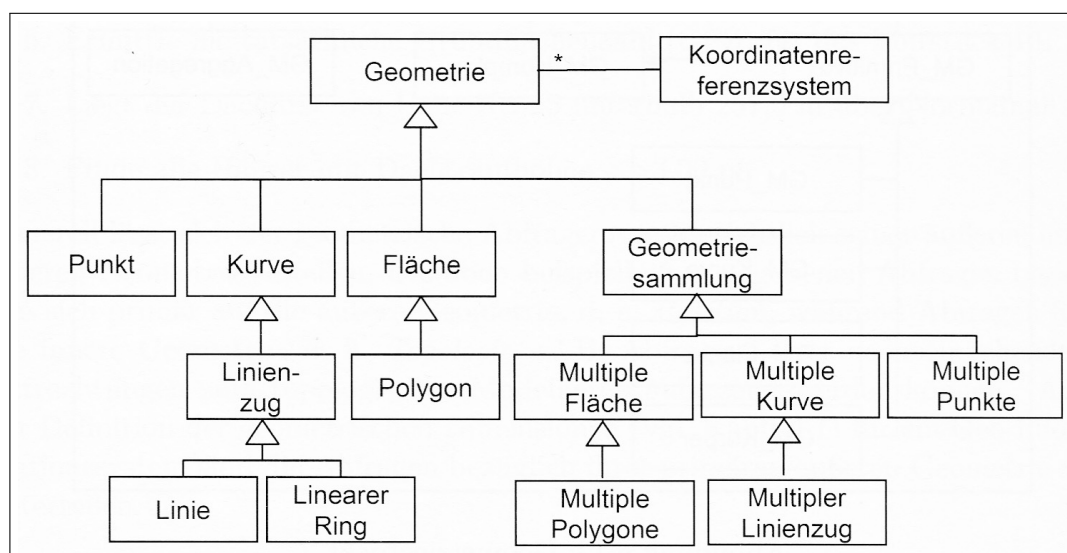 Geometrie
*
Koordinatenre-
ferenzsystem
Punkt
Kurve
Fläche
Geometrie-
sammlung
Linien-
zug
Polygon
Multiple
Fläche
Multiple
Kurve
Multiple
Punkte
Linie
Linearer
Ring
Multiple
Polygone
Multipler
Linienzug